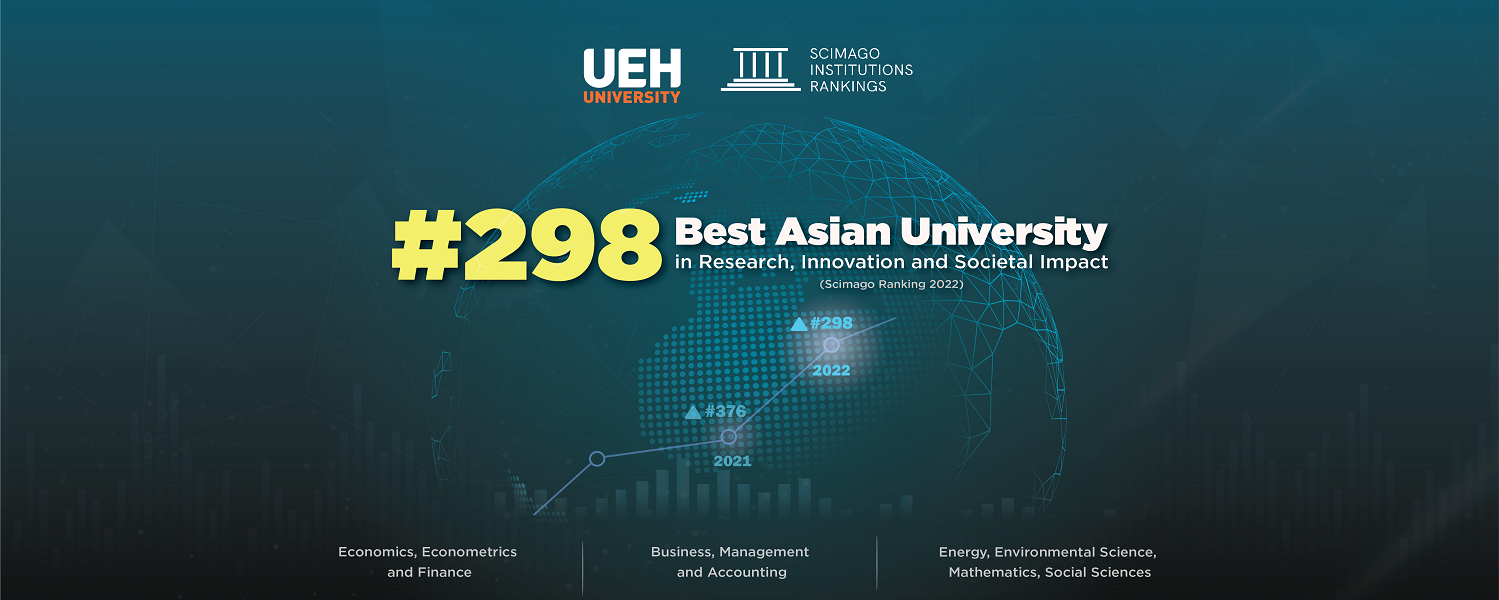 UEH
UNIVERSITY
SCIMAGO
INSTITUTIONS
RANKINGS
#298
Best Asian University
in Research, Innovation and Societal Impact
(Scimago Ranking 2022)
#298
2022
#376
2021
Economics, Econometrics
and Finance
Business, Management
and Accounting
Energy, Environmental Science,
Mathematics, Social Sciences